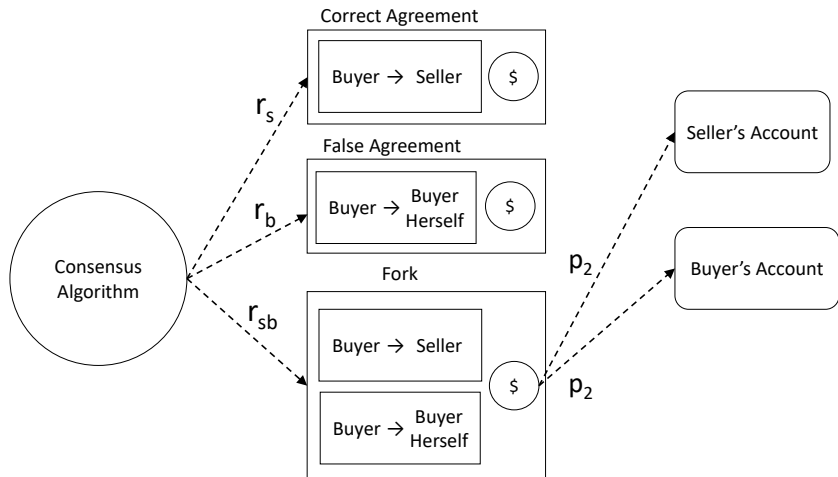 Correct Agreement
Buyer → Seller
$
r_s
False Agreement
Buyer → Buyer
Herself
$
r_b
Consensus
Algorithm
Fork
r_sb
Buyer → Seller
Buyer → Buyer
Herself
$
p_2
p_2
Seller's Account
Buyer's Account